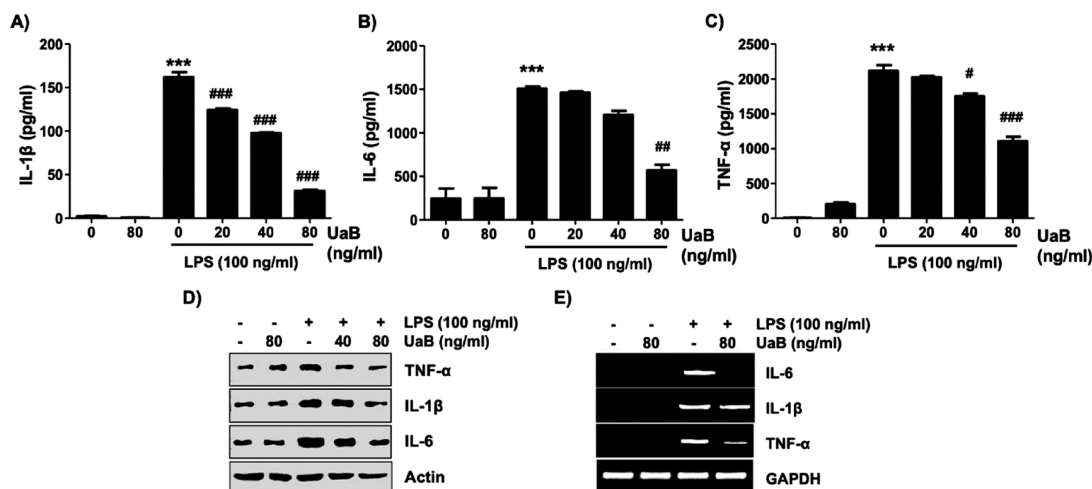 A)
IL-1β (pg/ml)
200
150
100
50
0
***
###
###
###
0 80 0 20 40 80 UaB
(ng/ml)
LPS (100 ng/ml)
B)
IL-6 (pg/ml)
2000
1500
1000
500
0
***
##
0 80 0 20 40 80 UaB
(ng/ml)
LPS (100 ng/ml)
C)
TNF-α (pg/ml)
2500
2000
1500
1000
500
0
***
#
###
0 80 0 20 40 80 UaB
(ng/ml)
LPS (100 ng/ml)
D)
- - + + + LPS (100 ng/ml)
- 80 - 40 80 UaB (ng/ml)
TNF-α
IL-1β
IL-6
Actin
E)
- - + + LPS (100 ng/ml)
- 80 - 80 UaB (ng/ml)
IL-6
IL-1β
TNF-α
GAPDH